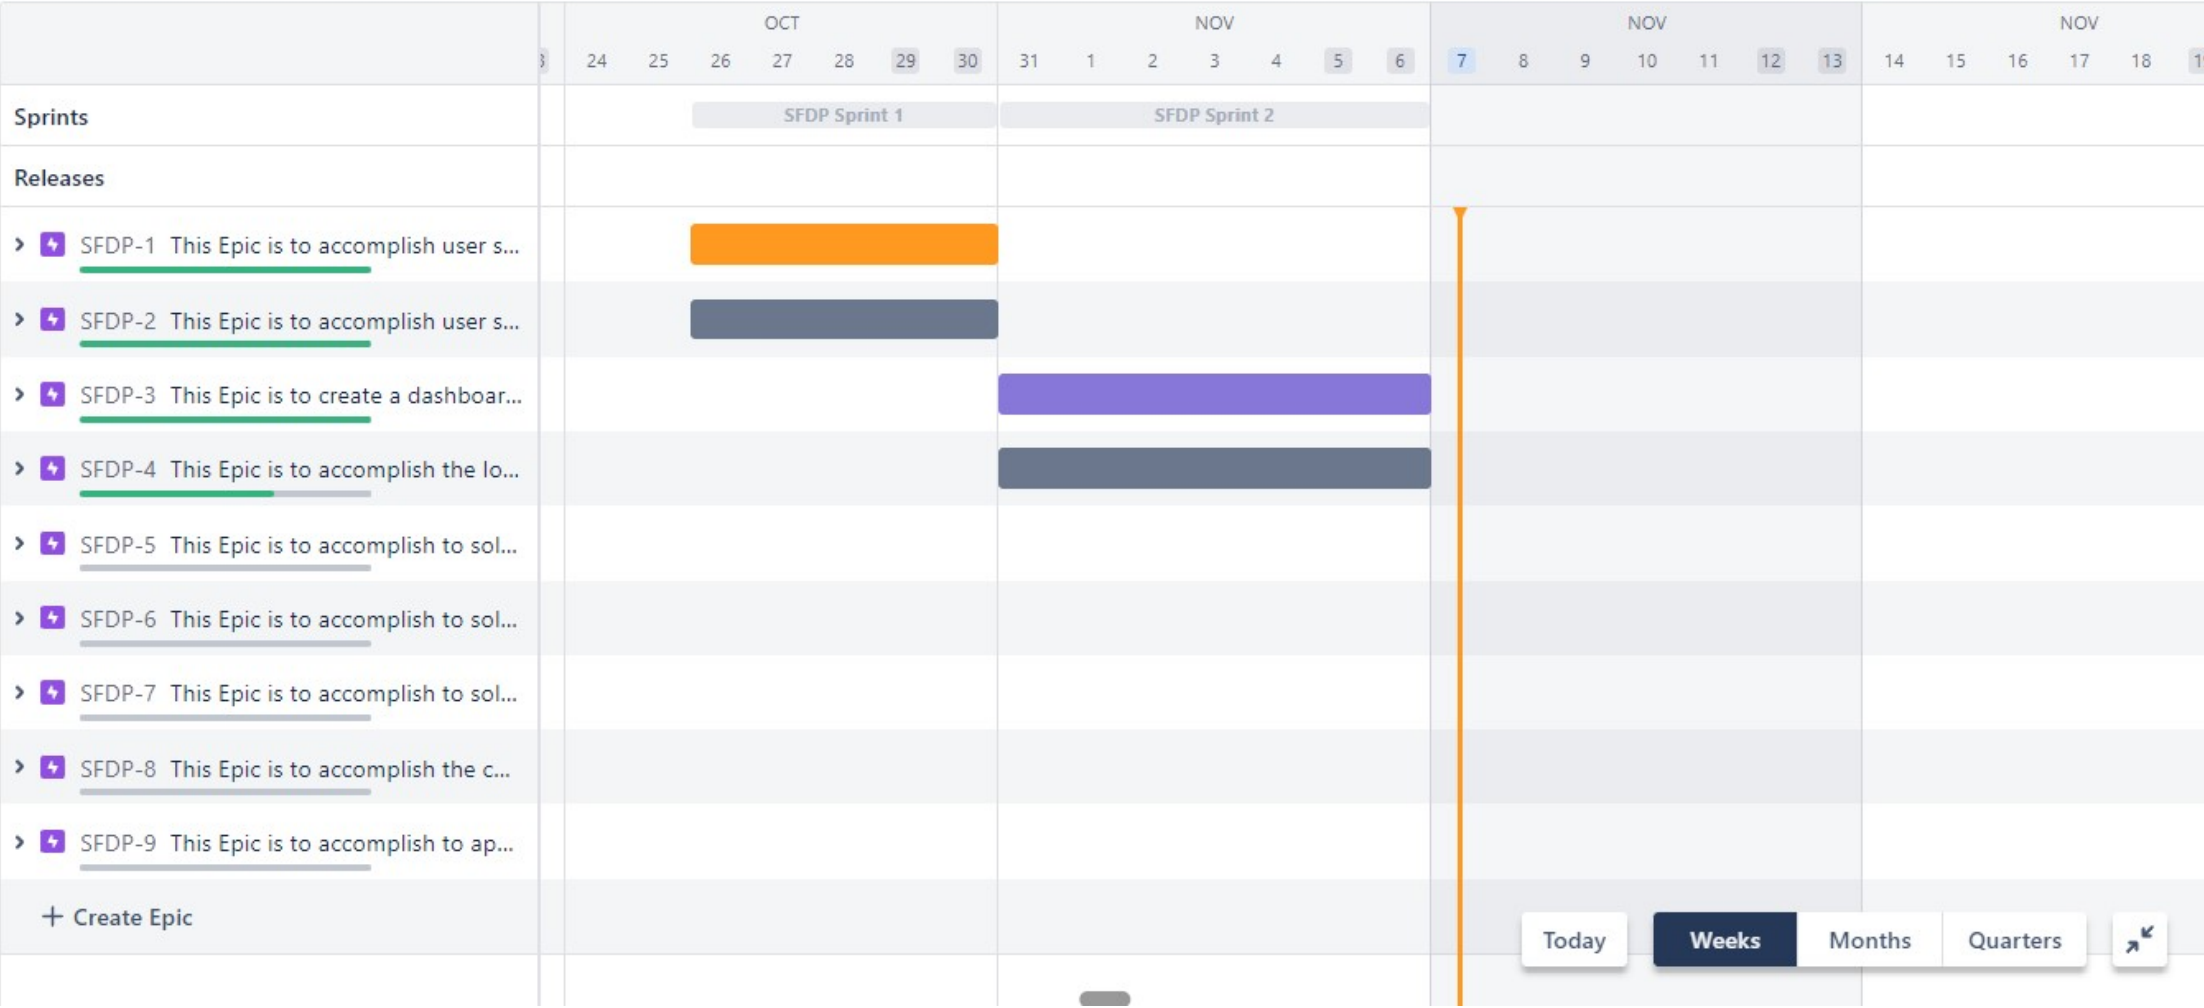 OCT NOV NOV NOV
24 25 26 27 28 29 30 31 1 2 3 4 5 6 7 8 9 10 11 12 13 14 15 16 17 18
Sprints SFDP Sprint 1 SFDP Sprint 2
Releases
SFDP-1 This Epic is to accomplish user s...
SFDP-2 This Epic is to accomplish user s...
SFDP-3 This Epic is to create a dashboar...
SFDP-4 This Epic is to accomplish the lo...
SFDP-5 This Epic is to accomplish to sol...
SFDP-6 This Epic is to accomplish to sol...
SFDP-7 This Epic is to accomplish to sol...
SFDP-8 This Epic is to accomplish the c...
SFDP-9 This Epic is to accomplish to ap...
+ Create Epic
Today Weeks Months Quarters